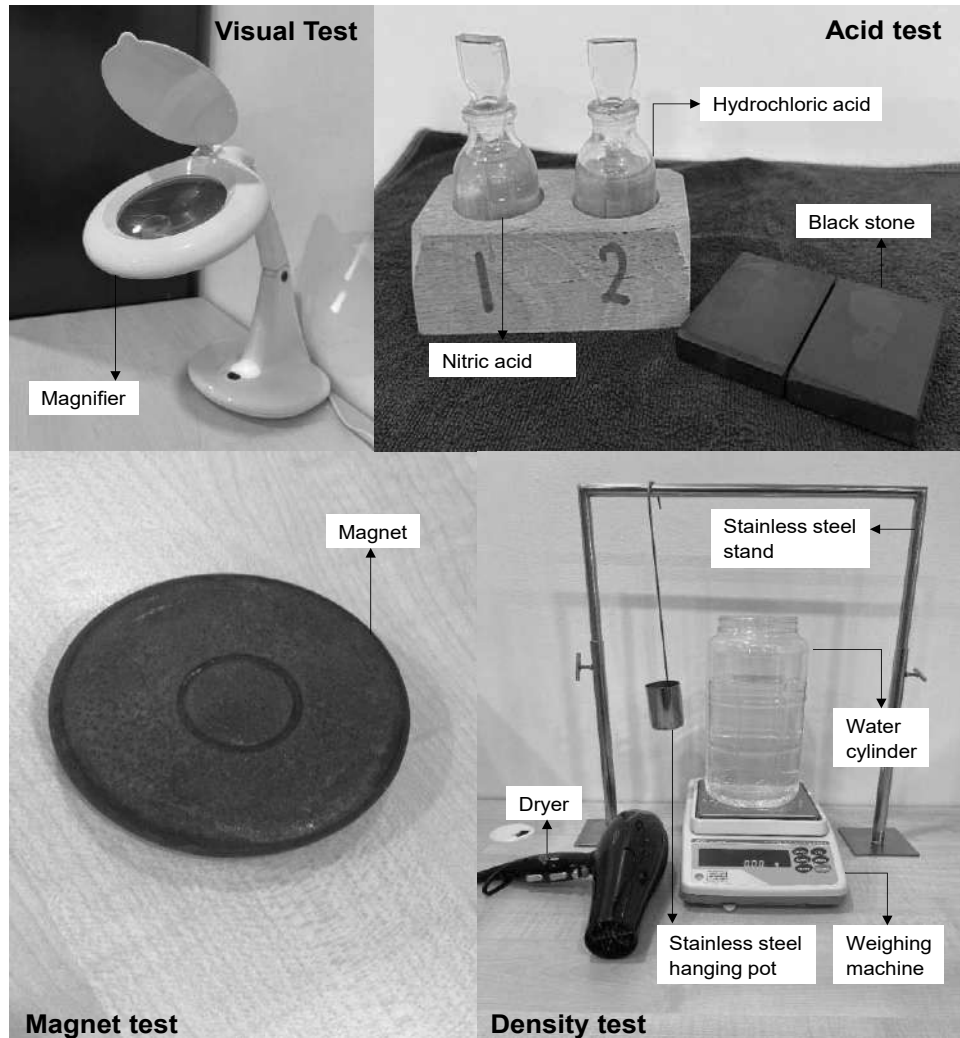 Visual Test
Magnifier
Acid test
Hydrochloric acid
Black stone
1
2
Nitric acid
Magnet
Magnet test
Stainless steel
stand
Water
cylinder
Dryer
Stainless steel
hanging pot
Weighing
machine
Density test